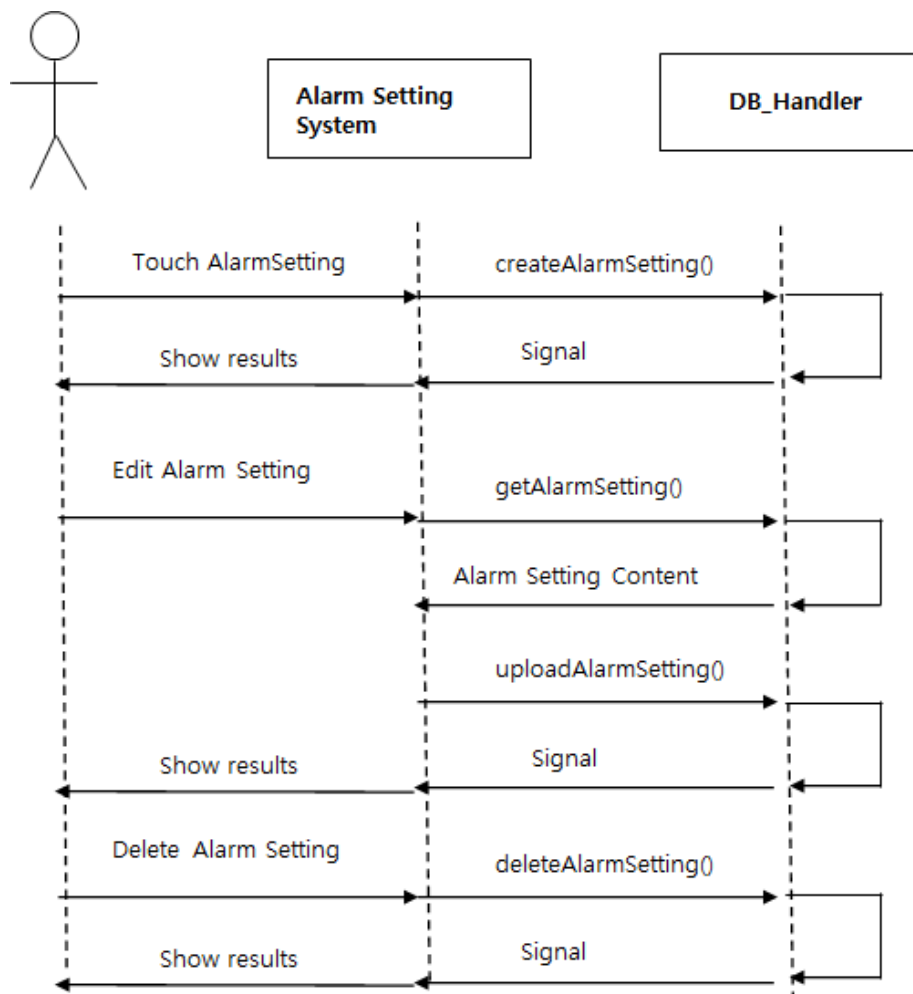 Alarm Setting
System
DB_Handler
Touch AlarmSetting
createAlarmSetting()
Show results
Signal
Edit Alarm Setting
getAlarmSetting()
Alarm Setting Content
uploadAlarmSetting()
Show results
Signal
Delete Alarm Setting
deleteAlarmSetting()
Show results
Signal